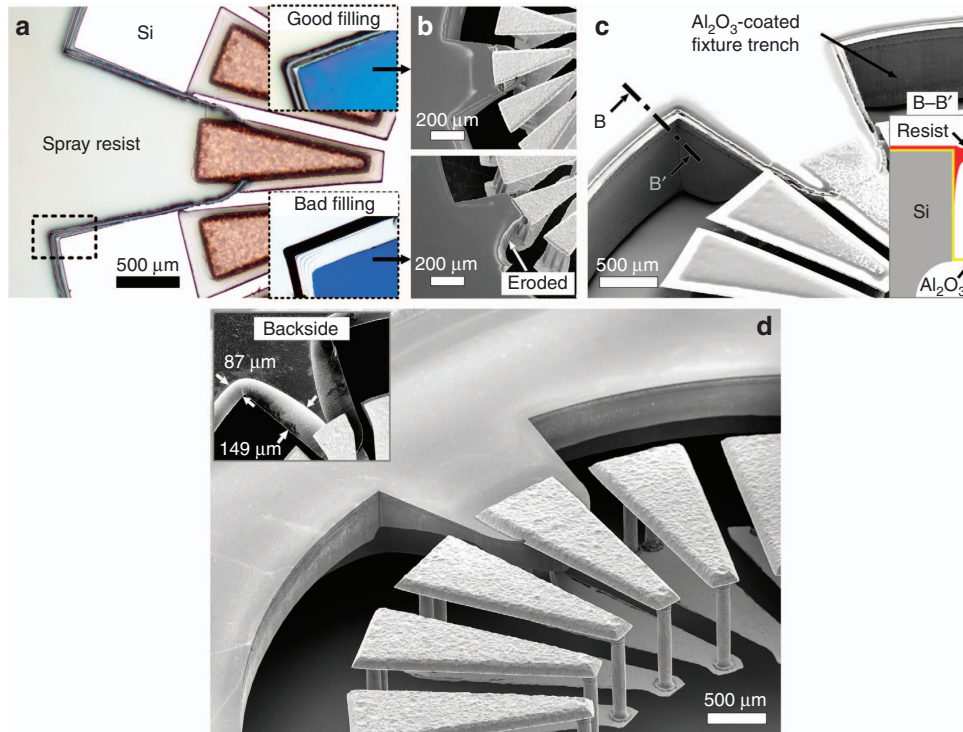 a
Si
Good filling
Spray resist
Bad filling
500 μm
b
200 μm
200 μm
Eroded
c
Al₂O₃-coated
fixture trench
B
B′
B–B′
Resist
Si
Al₂O₃
500 μm
d
Backside
87 μm
149 μm
500 μm